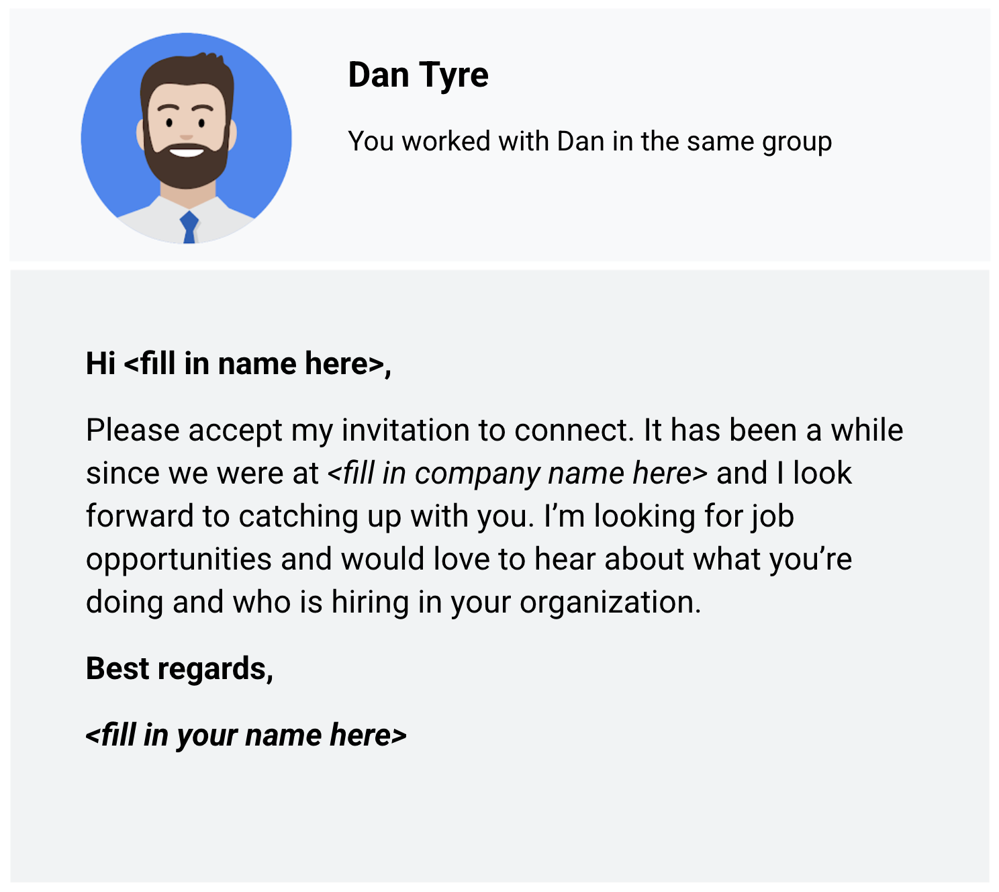 Dan Tyre
You worked with Dan in the same group
Hi <fill in name here>,
Please accept my invitation to connect. It has been a while
since we were at <fill in company name here> and I look
forward to catching up with you. I’m looking for job
opportunities and would love to hear about what you’re
doing and who is hiring in your organization.
Best regards,
<fill in your name here>